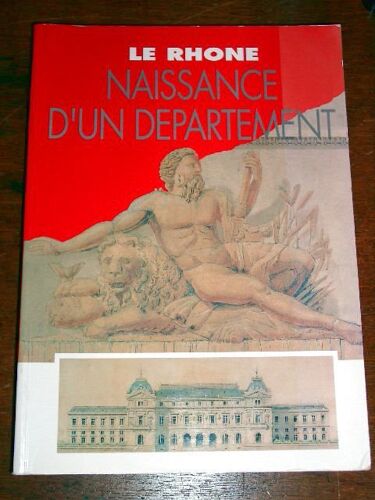 LE RHONE
NAISSANCE
D'UN DEPARTEMENT